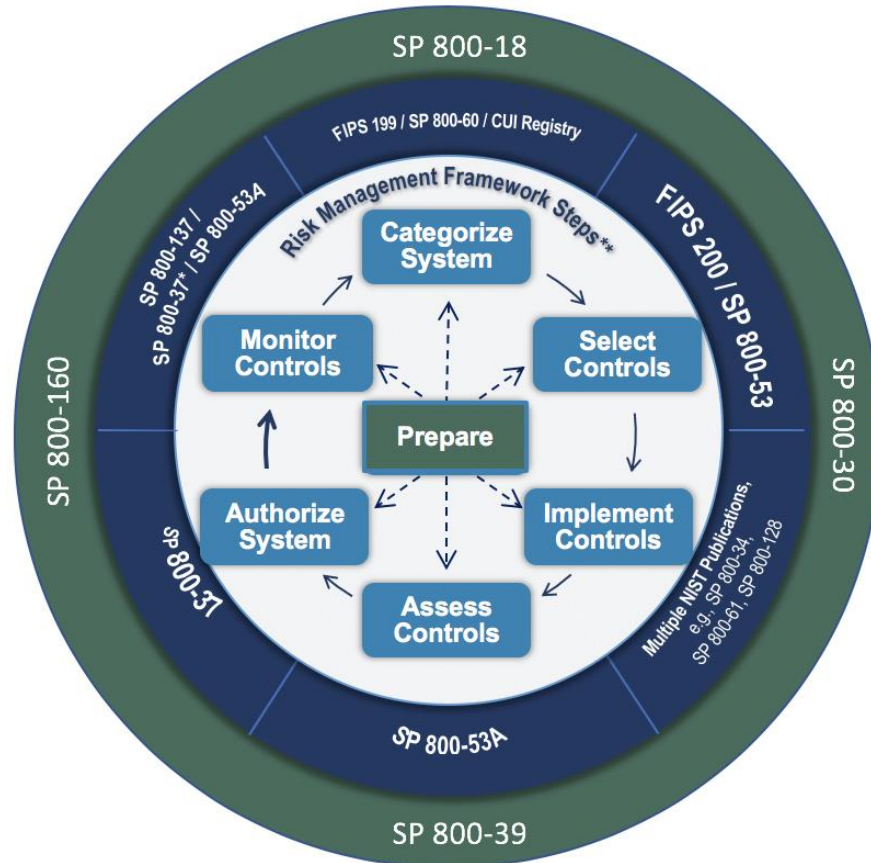 SP 800-18
FIPS 199 / SP 800-60 / CUI Registry
SP 800-137 /
SP 800-37* / SP 800-53A
FIPS 200 / SP 800-53
Risk Management Framework Steps**
Categorize
System
Monitor
Controls
Select
Controls
SP 800-160
Prepare
SP 800-30
Authorize
System
Implement
Controls
Assess
Controls
SP 800-37
Multiple NIST Publications,
e.g., SP 800-34,
SP 800-61, SP 800-128
SP 800-53A
SP 800-39